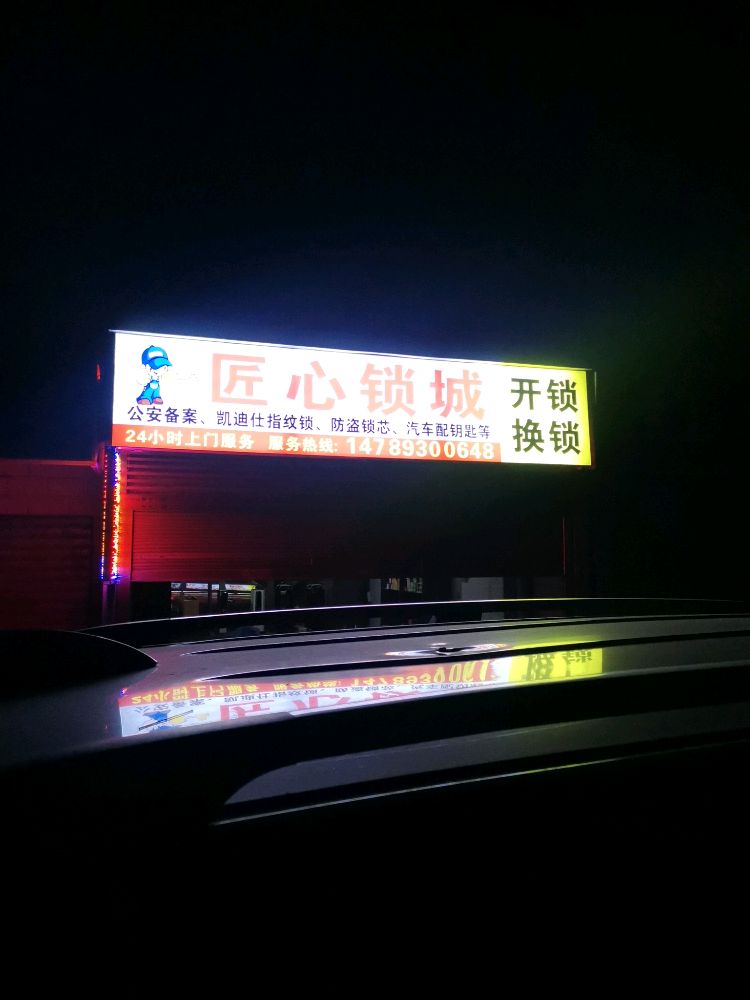 匠心锁城
公安备案、凯迪仕指纹锁、防盗锁芯、汽车配钥匙等
24小时上门服务 服务热线: 14789300648
开锁
换锁